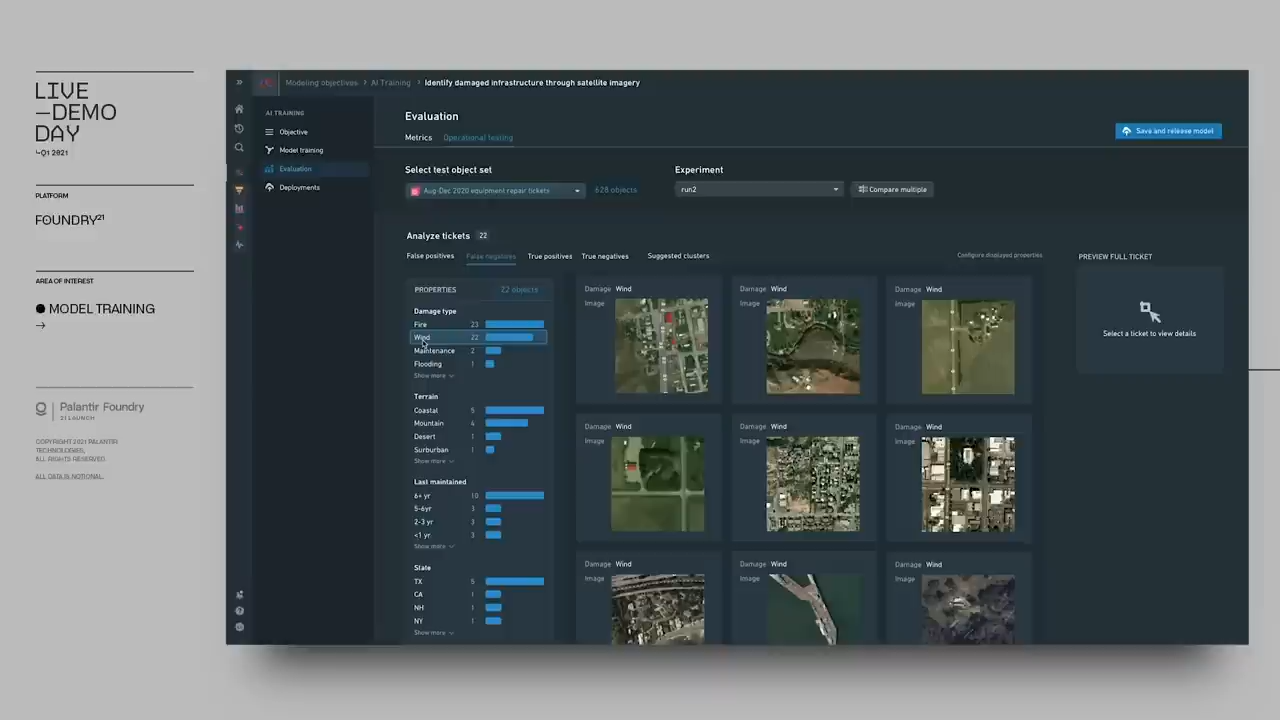 LIVE
—DEMO
DAY
↳Q1 2021
PLATFORM
FOUNDRY21
AREA OF INTEREST
● MODEL TRAINING
→
Palantir Foundry
21 LAUNCH
COPYRIGHT 2021 PALANTIR
TECHNOLOGIES,
ALL RIGHTS RESERVED.
ALL DATA IS NOTIONAL.
Modeling objectives > AI Training > Identify damaged infrastructure through satellite imagery
AI TRAINING
Objective
Model training
Evaluation
Deployments
Evaluation
Metrics Operational testing
Save and release model
Select test object set
Aug-Dec 2020 equipment repair tickets 628 objects
Experiment
run2 Compare multiple
Analyze tickets 22
False positives False negatives True positives True negatives Suggested clusters
Configure displayed properties
PROPERTIES 22 objects
Damage type
Fire 23
Wind 22
Maintenance 2
Flooding 1
Show more
Terrain
Coastal 5
Mountain 4
Desert 1
Surburban 1
Show more
Last maintained
6+ yr 10
5-6yr 3
2-3 yr 3
<1 yr 3
Show more
State
TX 5
CA 1
NH 1
NY 1
Show more
Damage Wind
Image
Damage Wind
Image
Damage Wind
Image
Damage Wind
Image
Damage Wind
Image
Damage Wind
Image
Damage Wind
Image
Damage Wind
Image
Damage Wind
Image
PREVIEW FULL TICKET
Select a ticket to view details